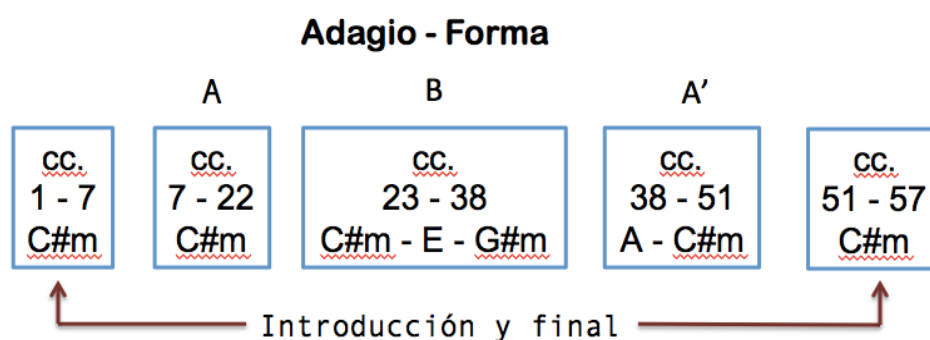 Adagio - Forma
A
B
A’
cc.
1 - 7
C#m
cc.
7 - 22
C#m
cc.
23 - 38
C#m - E - G#m
cc.
38 - 51
A - C#m
cc.
51 - 57
C#m
Introducción y final